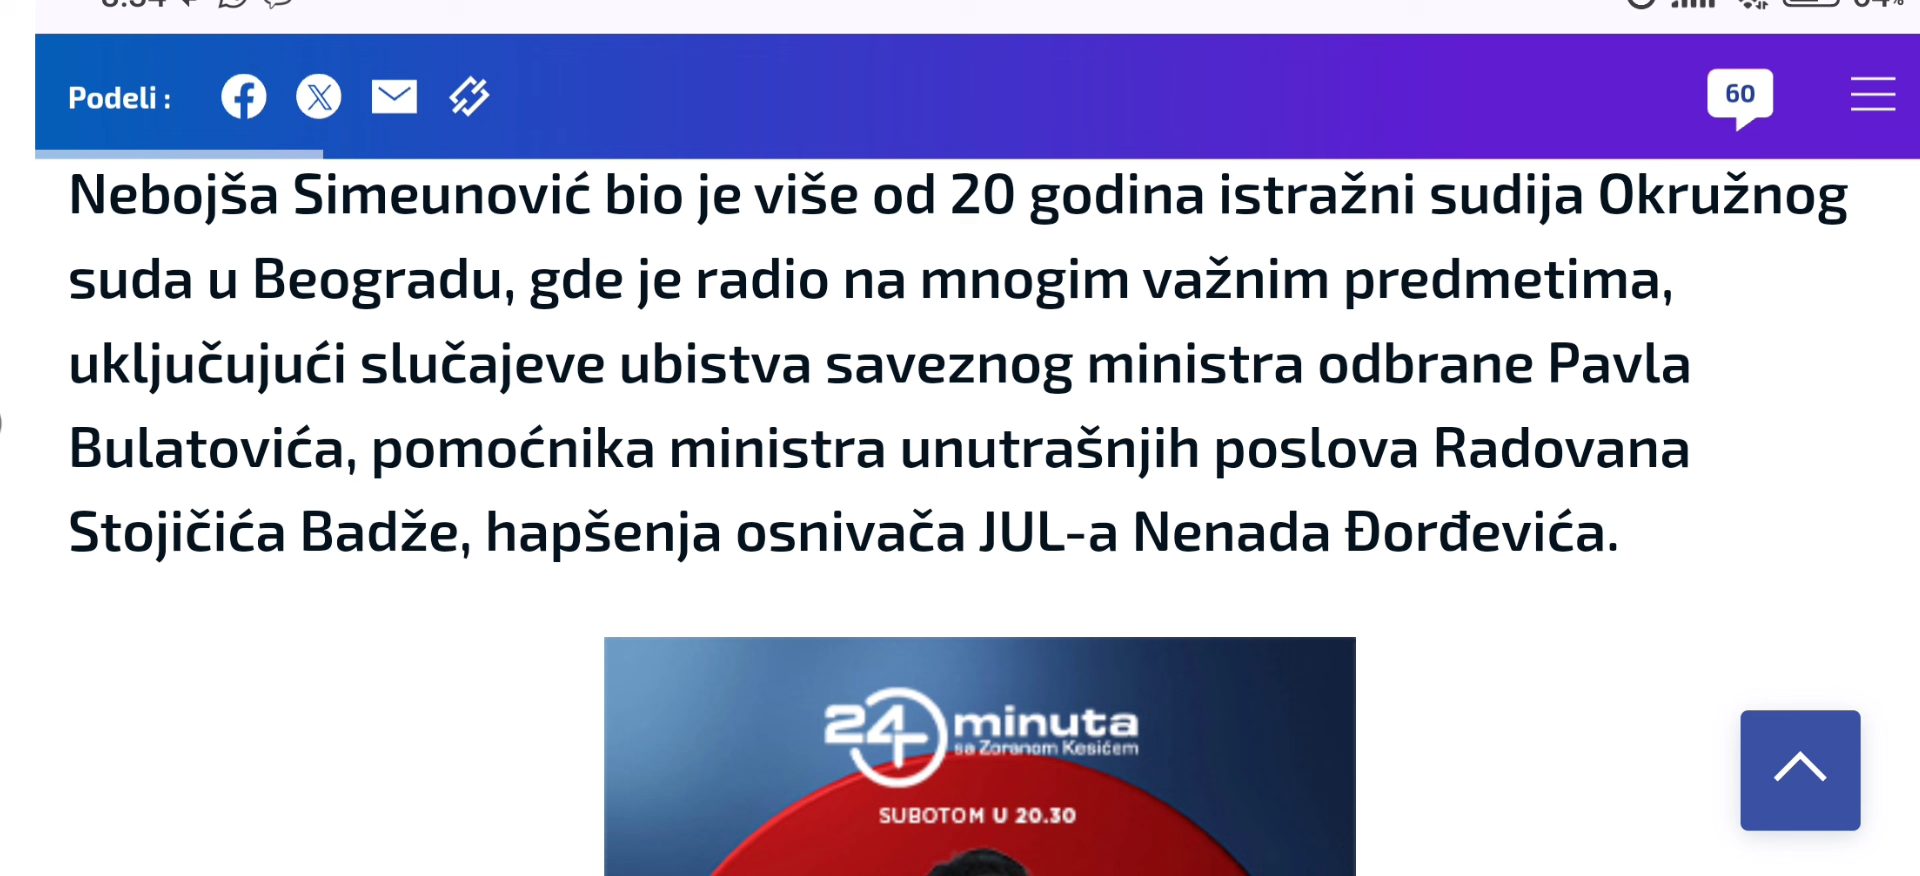 Podeli :
60
Nebojša Simeunović bio je više od 20 godina istražni sudija Okružnog
suda u Beogradu, gde je radio na mnogim važnim predmetima,
uključujući slučajeve ubistva saveznog ministra odbrane Pavla
Bulatovića, pomoćnika ministra unutrašnjih poslova Radovana
Stojičića Badže, hapšenja osnivača JUL-a Nenada Đorđevića.
24 minuta
sa Zoranom Kesićem
SUBOTOM U 20.30